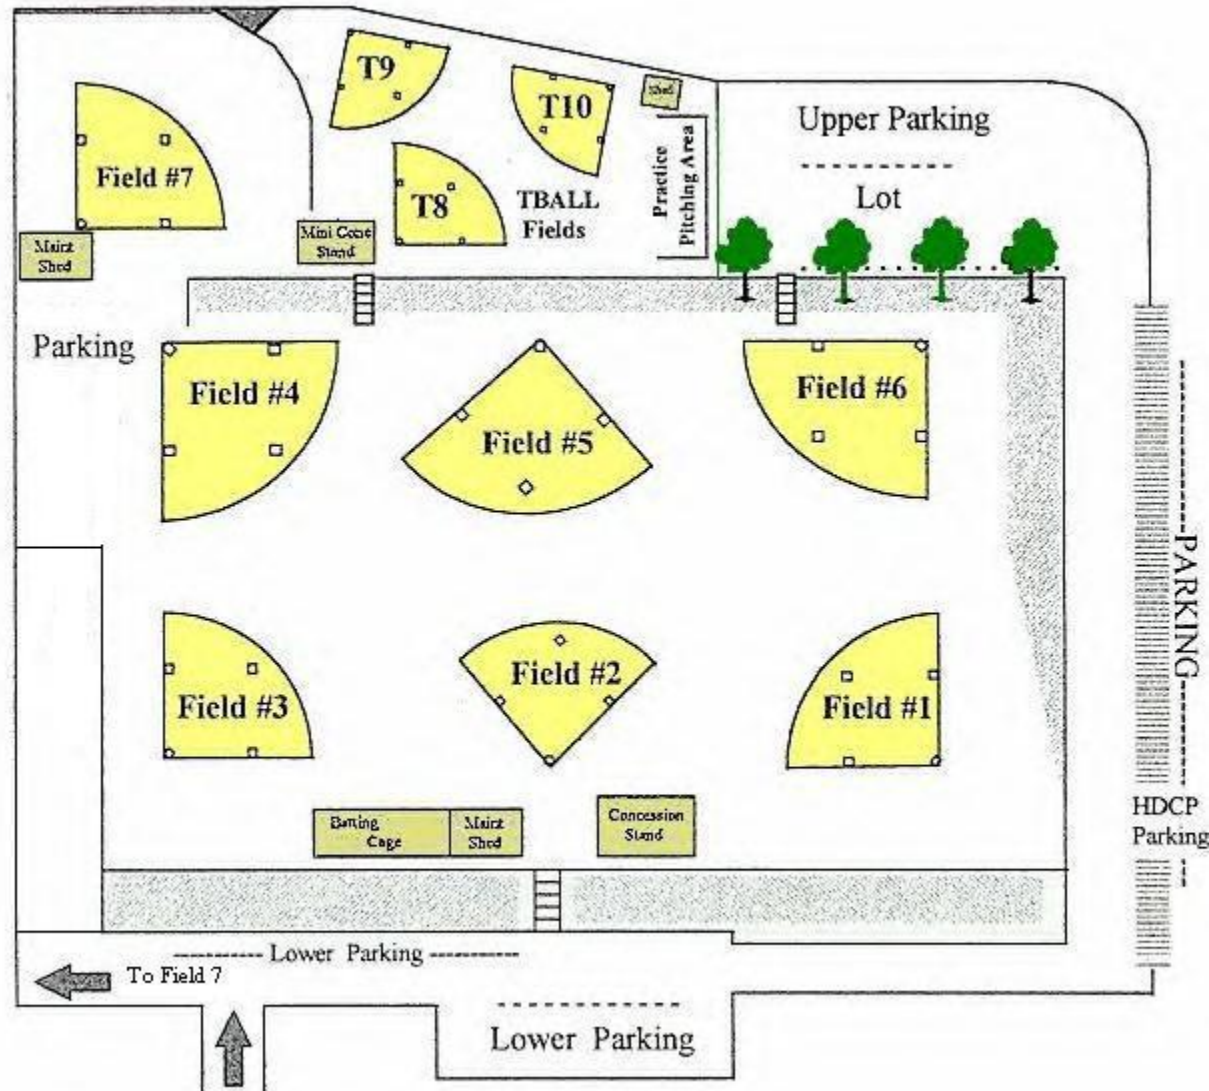 T9
T10
Shed
Upper Parking
Lot
Practice
Pitching Area
Field #7
T8
TBALL
Fields
Maint
Shed
Mini Conc
Stand
Parking
Field #4
Field #5
Field #6
PARKING
Field #3
Field #2
Field #1
HDCP
Parking
Batting
Cage
Maint
Shed
Concession
Stand
Lower Parking
To Field 7
Lower Parking